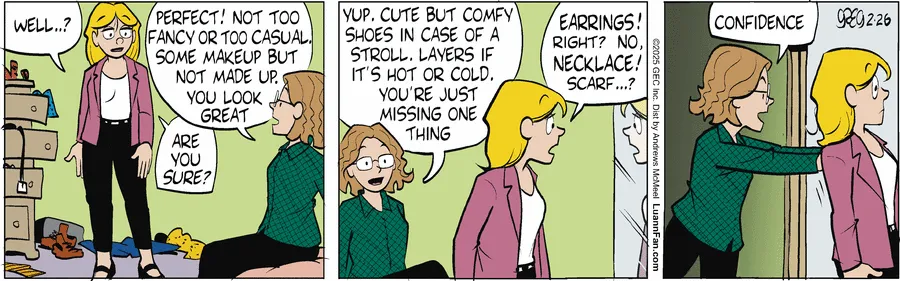 WELL..?
PERFECT! NOT TOO
FANCY OR TOO CASUAL.
SOME MAKEUP BUT
NOT MADE UP.
YOU LOOK
GREAT
ARE
YOU
SURE?
YUP. CUTE BUT COMFY
SHOES IN CASE OF A
STROLL. LAYERS IF
IT'S HOT OR COLD.
YOU'RE JUST
MISSING ONE
THING
EARRINGS!
RIGHT? NO,
NECKLACE!
SCARF...?
©2025 GEC Inc. Dist by Andrews McMeel LuannFan.com
CONFIDENCE
GREG 2-26